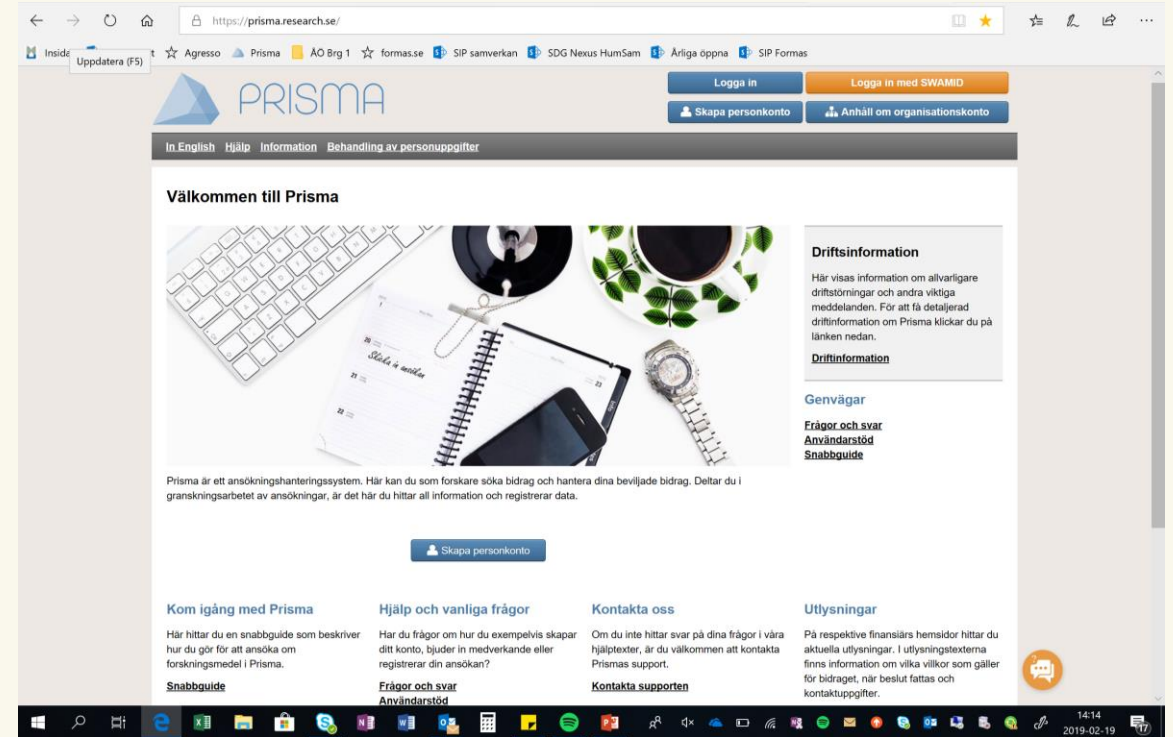 https://prisma.research.se/
Insida t Agresso Prisma ÅO Brg 1 formas.se SIP samverkan SDG Nexus HumSam Årliga öppna SIP Formas
Uppdatera (F5)
PRISMA
Logga in
Logga in med SWAMID
Skapa personkonto
Anhåll om organisationskonto
In English Hjälp Information Behandling av personuppgifter
Välkommen till Prisma
20
Skicka in ansökan
21
22
23
Info
Driftsinformation
Här visas information om allvarligare
driftstörningar och andra viktiga
meddelanden. För att få detaljerad
driftinformation om Prisma klickar du på
länken nedan.
Driftinformation
Genvägar
Frågor och svar
Användarstöd
Snabbguide
Prisma är ett ansökningshanteringssystem. Här kan du som forskare söka bidrag och hantera dina beviljade bidrag. Deltar du i
granskningsarbetet av ansökningar, är det här du hittar all information och registrerar data.
Skapa personkonto
Kom igång med Prisma
Här hittar du en snabbguide som beskriver
hur du gör för att ansöka om
forskningsmedel i Prisma.
Snabbguide
Hjälp och vanliga frågor
Har du frågor om hur du exempelvis skapar
ditt konto, bjuder in medverkande eller
registrerar din ansökan?
Frågor och svar
Användarstöd
Kontakta oss
Om du inte hittar svar på dina frågor i våra
hjälptexter, är du välkommen att kontakta
Prismas support.
Kontakta supporten
Utlysningar
På respektive finansiärs hemsidor hittar du
aktuella utlysningar. I utlysningstexterna
finns information om vilka villkor som gäller
för bidraget, när beslut fattas och
kontaktuppgifter.
14:14
2019-02-19
17